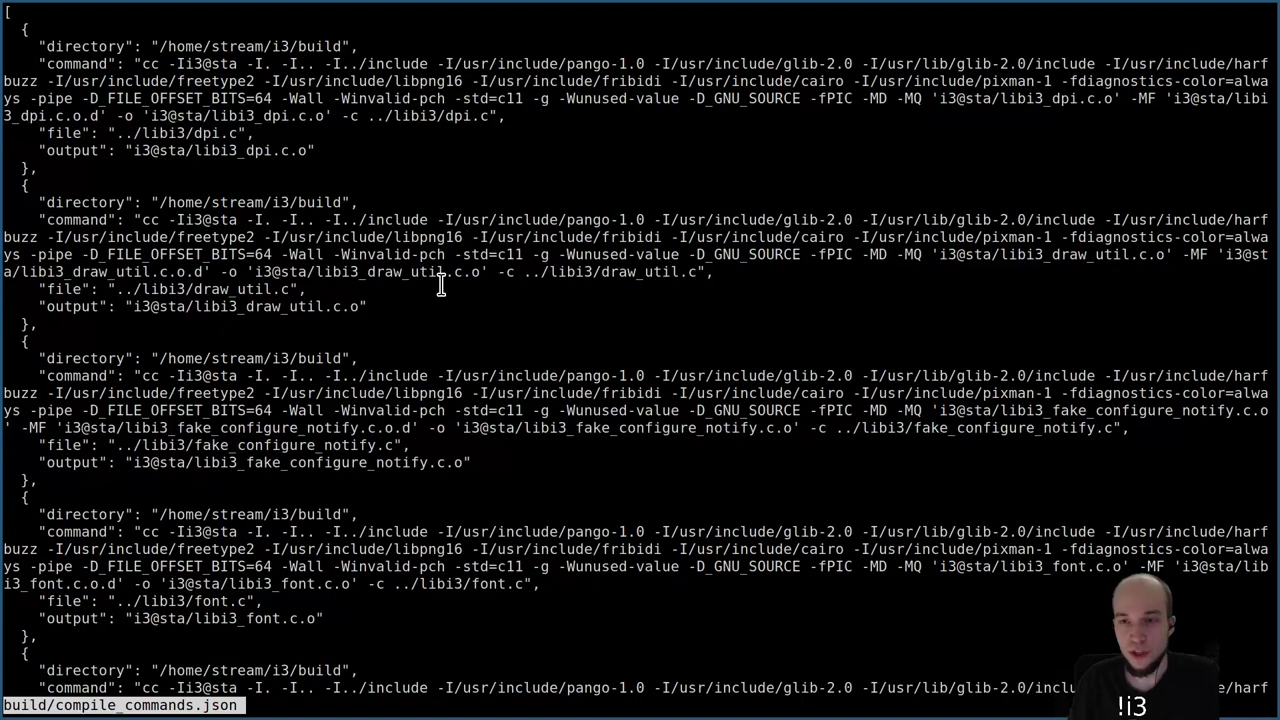 [
  {
    "directory": "/home/stream/i3/build",
    "command": "cc -Ii3@sta -I. -I.. -I../include -I/usr/include/pango-1.0 -I/usr/include/glib-2.0 -I/usr/lib/glib-2.0/include -I/usr/include/harf
buzz -I/usr/include/freetype2 -I/usr/include/libpng16 -I/usr/include/fribidi -I/usr/include/cairo -I/usr/include/pixman-1 -fdiagnostics-color=alwa
ys -pipe -D_FILE_OFFSET_BITS=64 -Wall -Winvalid-pch -std=c11 -g -Wunused-value -D_GNU_SOURCE -fPIC -MD -MQ 'i3@sta/libi3_dpi.c.o' -MF 'i3@sta/libi
3_dpi.c.o.d' -o 'i3@sta/libi3_dpi.c.o' -c ../libi3/dpi.c",
    "file": "../libi3/dpi.c",
    "output": "i3@sta/libi3_dpi.c.o"
  },
  {
    "directory": "/home/stream/i3/build",
    "command": "cc -Ii3@sta -I. -I.. -I../include -I/usr/include/pango-1.0 -I/usr/include/glib-2.0 -I/usr/lib/glib-2.0/include -I/usr/include/harf
buzz -I/usr/include/freetype2 -I/usr/include/libpng16 -I/usr/include/fribidi -I/usr/include/cairo -I/usr/include/pixman-1 -fdiagnostics-color=alwa
ys -pipe -D_FILE_OFFSET_BITS=64 -Wall -Winvalid-pch -std=c11 -g -Wunused-value -D_GNU_SOURCE -fPIC -MD -MQ 'i3@sta/libi3_draw_util.c.o' -MF 'i3@st
a/libi3_draw_util.c.o.d' -o 'i3@sta/libi3_draw_util.c.o' -c ../libi3/draw_util.c",
    "file": "../libi3/draw_util.c",
    "output": "i3@sta/libi3_draw_util.c.o"
  },
  {
    "directory": "/home/stream/i3/build",
    "command": "cc -Ii3@sta -I. -I.. -I../include -I/usr/include/pango-1.0 -I/usr/include/glib-2.0 -I/usr/lib/glib-2.0/include -I/usr/include/harf
buzz -I/usr/include/freetype2 -I/usr/include/libpng16 -I/usr/include/fribidi -I/usr/include/cairo -I/usr/include/pixman-1 -fdiagnostics-color=alwa
ys -pipe -D_FILE_OFFSET_BITS=64 -Wall -Winvalid-pch -std=c11 -g -Wunused-value -D_GNU_SOURCE -fPIC -MD -MQ 'i3@sta/libi3_fake_configure_notify.c.o
' -MF 'i3@sta/libi3_fake_configure_notify.c.o.d' -o 'i3@sta/libi3_fake_configure_notify.c.o' -c ../libi3/fake_configure_notify.c",
    "file": "../libi3/fake_configure_notify.c",
    "output": "i3@sta/libi3_fake_configure_notify.c.o"
  },
  {
    "directory": "/home/stream/i3/build",
    "command": "cc -Ii3@sta -I. -I.. -I../include -I/usr/include/pango-1.0 -I/usr/include/glib-2.0 -I/usr/lib/glib-2.0/include -I/usr/include/harf
buzz -I/usr/include/freetype2 -I/usr/include/libpng16 -I/usr/include/fribidi -I/usr/include/cairo -I/usr/include/pixman-1 -fdiagnostics-color=alwa
ys -pipe -D_FILE_OFFSET_BITS=64 -Wall -Winvalid-pch -std=c11 -g -Wunused-value -D_GNU_SOURCE -fPIC -MD -MQ 'i3@sta/libi3_font.c.o' -MF 'i3@sta/lib
i3_font.c.o.d' -o 'i3@sta/libi3_font.c.o' -c ../libi3/font.c",
    "file": "../libi3/font.c",
    "output": "i3@sta/libi3_font.c.o"
  },
  {
    "directory": "/home/stream/i3/build",
    "command": "cc -Ii3@sta -I. -I.. -I../include -I/usr/include/pango-1.0 -I/usr/include/glib-2.0 -I/usr/lib/glib-2.0/include -I/usr/include/harf
build/compile_commands.json
!i3